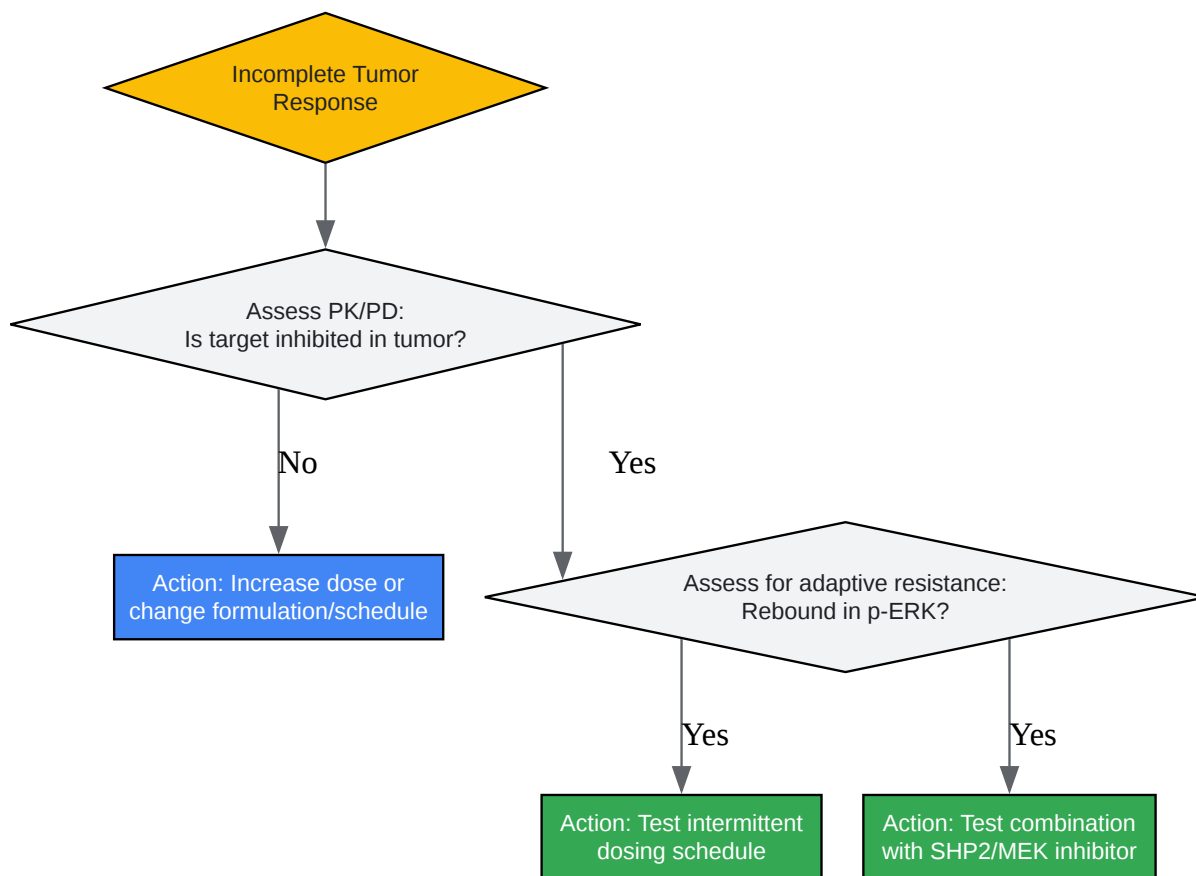 Incomplete Tumor
Response
Assess PK/PD:
Is target inhibited in tumor?
No
Yes
Action: Increase dose or
change formulation/schedule
Assess for adaptive resistance:
Rebound in p-ERK?
Yes
Yes
Action: Test intermittent
dosing schedule
Action: Test combination
with SHP2/MEK inhibitor